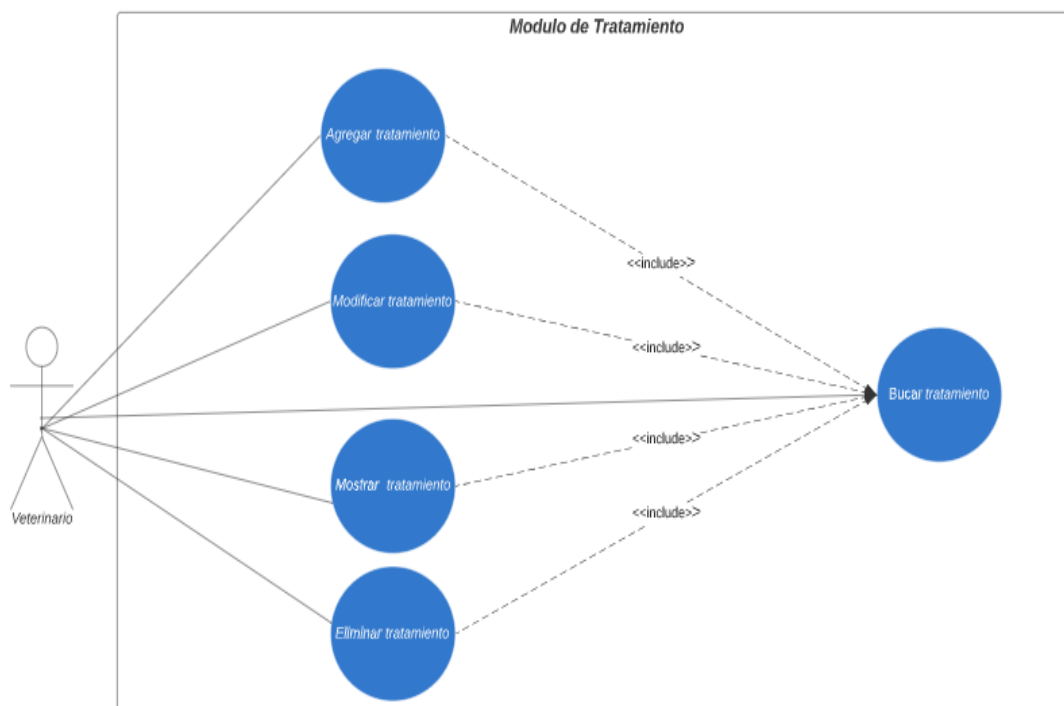 Modulo de Tratamiento
Agregar tratamiento
<<include>>
Modificar tratamiento
<<include>>
Bucar tratamiento
<<include>>
Mostrar tratamiento
<<include>>
Veterinario
Eliminar tratamiento